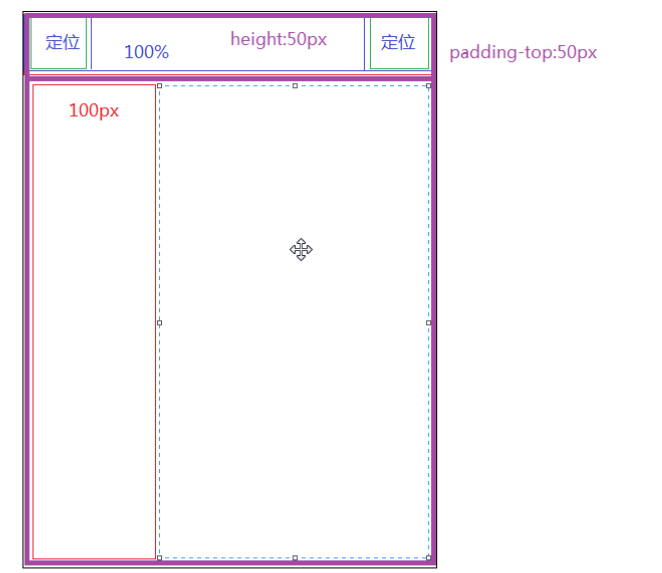 定位
100%
height:50px
定位
padding-top:50px
100px